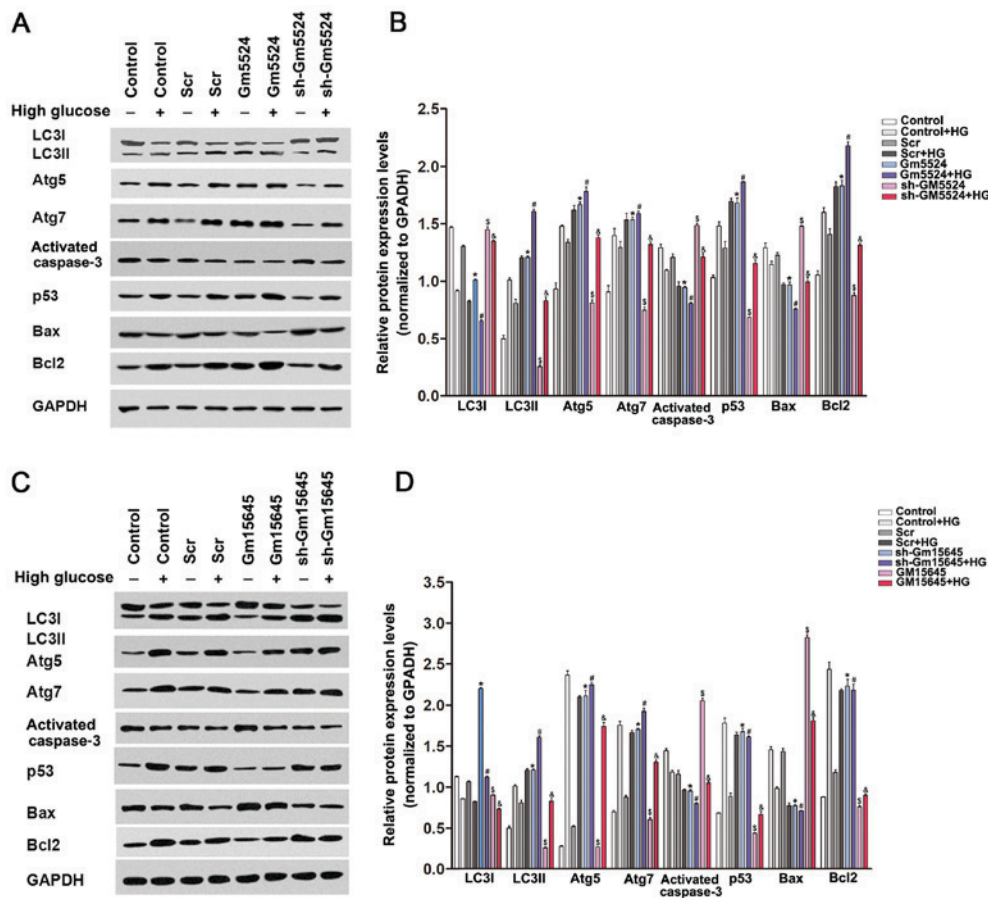 A
Control
Control
Scr
Scr
Gm5524
Gm5524
sh-Gm5524
sh-Gm5524
High glucose – + – + – + – +
LC3I
LC3II
Atg5
Atg7
Activated
caspase-3
p53
Bax
Bcl2
GAPDH
B
Relative protein expression levels
(normalized to GPADH)
2.5
2.0
1.5
1.0
0.5
0.0
LC3I LC3II Atg5 Atg7 Activated caspase-3 p53 Bax Bcl2
Control
Control+HG
Scr
Scr+HG
Gm5524
Gm5524+HG
sh-GM5524
sh-GM5524+HG
* # $ &
# $ &
* # $ &
* # $ &
* # $ &
* # $ &
* # $ &
* # $ &
C
Control
Control
Scr
Scr
Gm15645
Gm15645
sh-Gm15645
sh-Gm15645
High glucose – + – + – + – +
LC3I
LC3II
Atg5
Atg7
Activated
caspase-3
p53
Bax
Bcl2
GAPDH
D
Relative protein expression levels
(normalized to GPADH)
3.5
3.0
2.5
2.0
1.5
1.0
0.5
0.0
LC3I LC3II Atg5 Atg7 Activated caspase-3 p53 Bax Bcl2
Control
Control+HG
Scr
Scr+HG
sh-Gm15645
sh-Gm15645+HG
GM15645
GM15645+HG
* # $ &
* # $ &
* # $ &
* # $ &
* # $ &
* # $ &
* # $ &
* # $ &